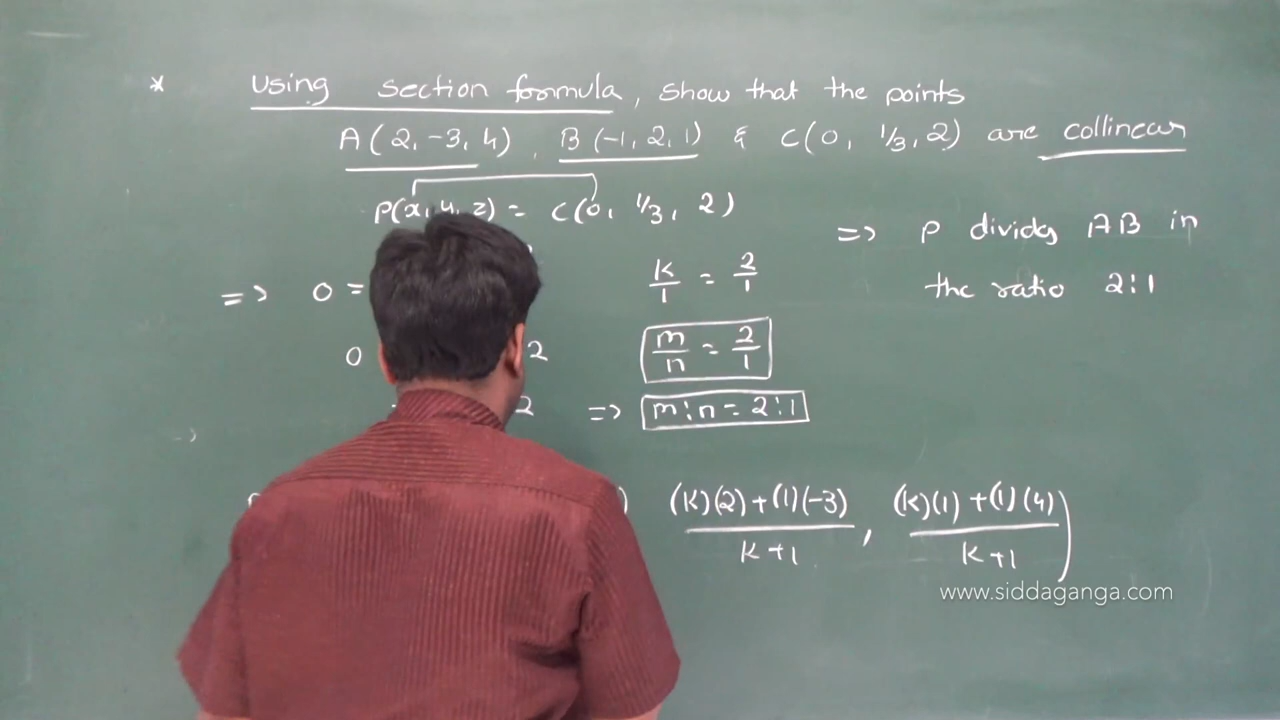 * Using section formula, show that the points
A(2, -3, 4), B(-1, 2, 1) & C(0, 1/3, 2) are collinear
P(x, y, z) = C(0, 1/3, 2)
=> P divides AB in
the ratio 2:1
=> 0 =
k/1 = 2/1
0 2
m/n = 2/1
2 => m:n = 2:1
(k)(2)+(1)(-3)/k+1, (k)(1)+(1)(4)/k+1)
www.siddaganga.com